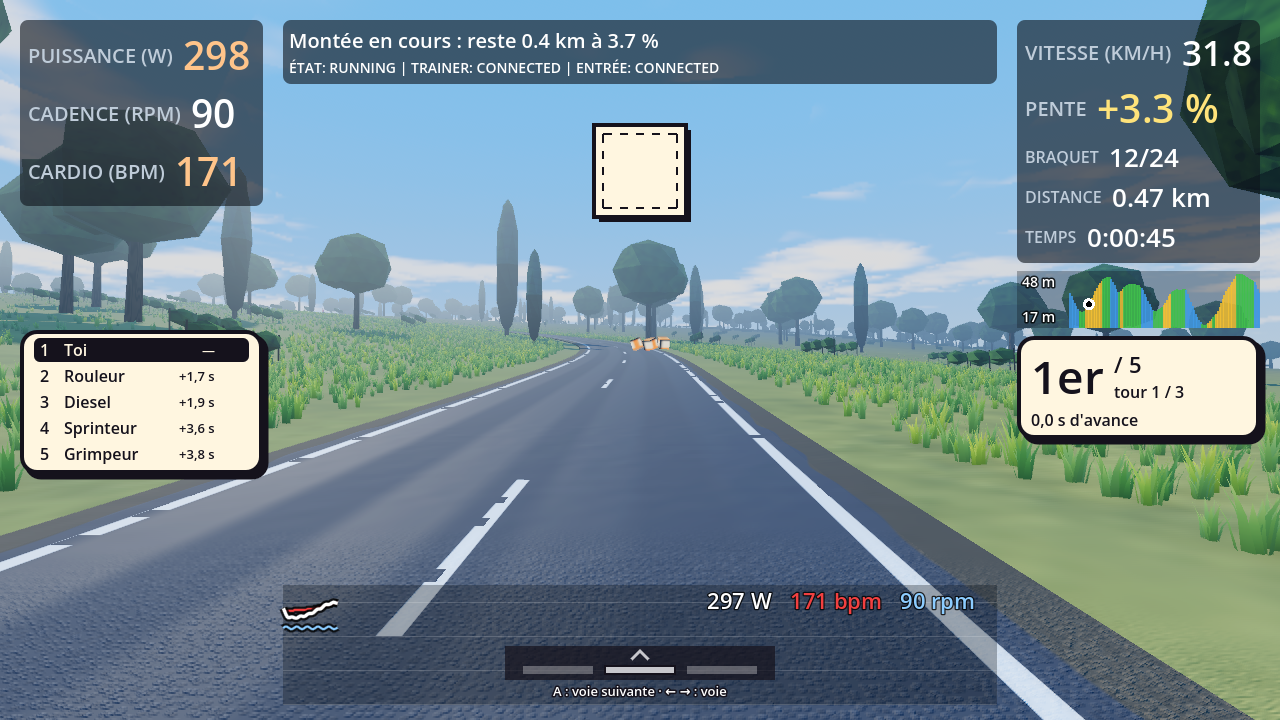 PUISSANCE (W) 298
CADENCE (RPM) 90
CARDIO (BPM) 171
Montée en cours : reste 0.4 km à 3.7 %
ÉTAT: RUNNING | TRAINER: CONNECTED | ENTRÉE: CONNECTED
VITESSE (KM/H) 31.8
PENTE +3.3 %
BRAQUET 12/24
DISTANCE 0.47 km
TEMPS 0:00:45
48 m
17 m
1 Toi —
2 Rouleur +1,7 s
3 Diesel +1,9 s
4 Sprinteur +3,6 s
5 Grimpeur +3,8 s
1er / 5
tour 1 / 3
0,0 s d'avance
297 W 171 bpm 90 rpm
A : voie suivante · ← → : voie